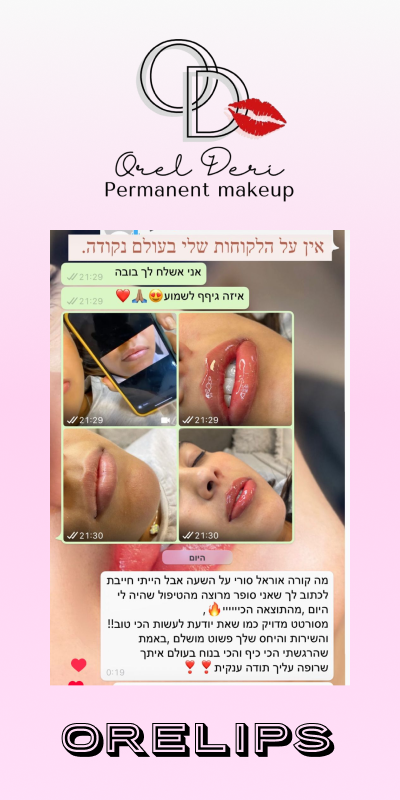 OD
Orel Deri
Permanent makeup
אין על הלקוחות שלי בעולם נקודה.
אני אשלח לך בובה
21:29
איזה גיףף לשמוע😍🙏🏽❤️
21:29
21:29
21:29
21:30
21:30
היום
מה קורה אוראל סורי על השעה אבל הייתי חייבת
לכתוב לך שאני סופר מרוצה מהטיפול שהיה לי
היום ,מהתוצאה הכיייייי🔥,
מסורטט מדויק כמו שאת יודעת לעשות הכי טוב!!
והשירות והיחס שלך פשוט מושלם ,באמת
שהרגשתי הכי כיף והכי בנוח בעולם איתך
שרופה עליך תודה ענקית❣️❣️
0:19
ORELIPS